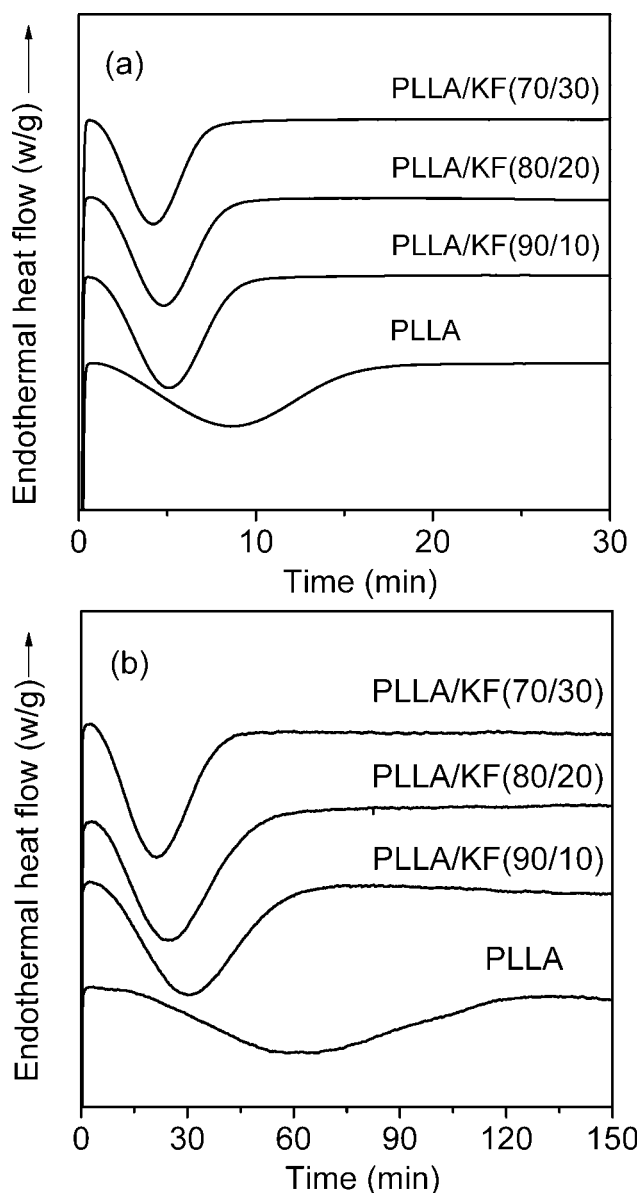 (a)
PLLA/KF(70/30)
PLLA/KF(80/20)
PLLA/KF(90/10)
PLLA
Endothermal heat flow (w/g)
0 10 20 30
Time (min)
(b)
PLLA/KF(70/30)
PLLA/KF(80/20)
PLLA/KF(90/10)
PLLA
Endothermal heat flow (w/g)
0 30 60 90 120 150
Time (min)